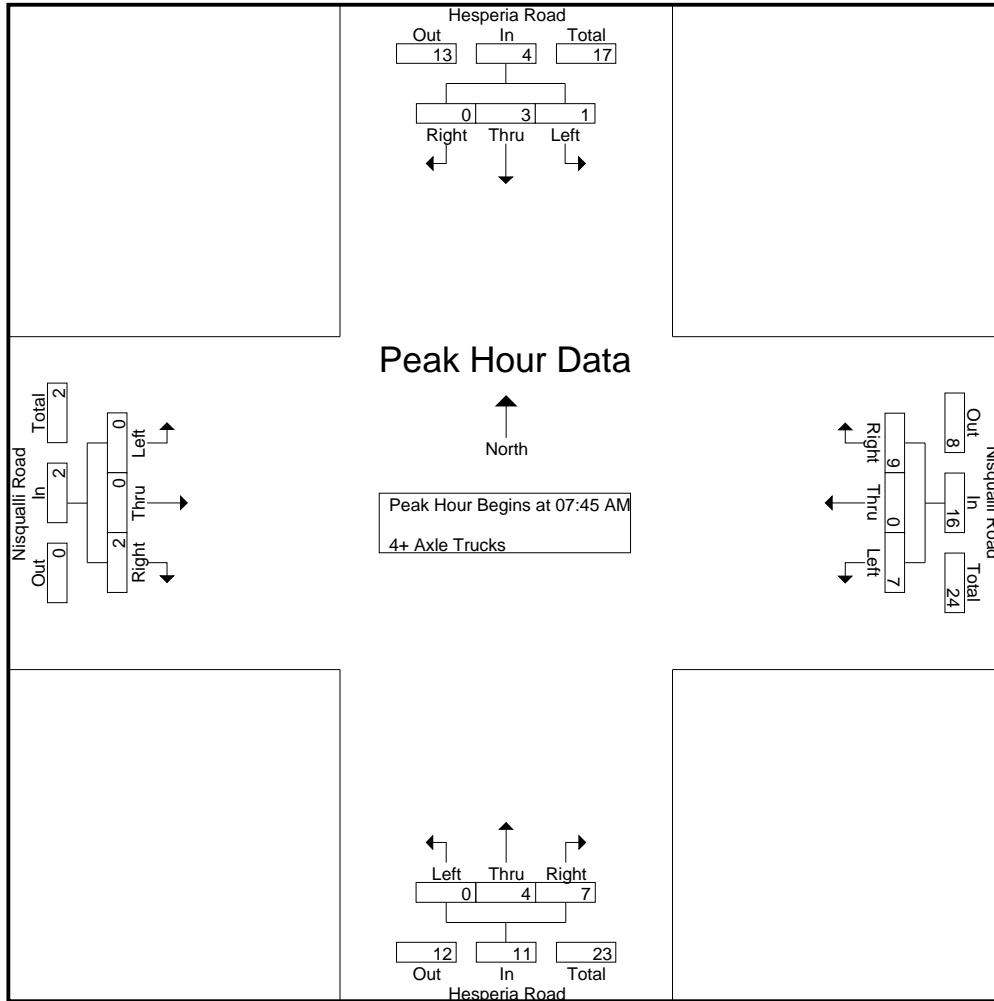 Hesperia Road
Out In Total
13 4 17
0 3 1
Right Thru Left
Peak Hour Data
North
Peak Hour Begins at 07:45 AM
4+ Axle Trucks
Nisqualli Road
Total In Out
2 2 0
0 0 2
Left Thru Right
Nisqualli Road
Out In Total
8 16 24
9 0 7
Right Thru Left
Left Thru Right
0 4 7
12 11 23
Out In Total
Hesperia Road